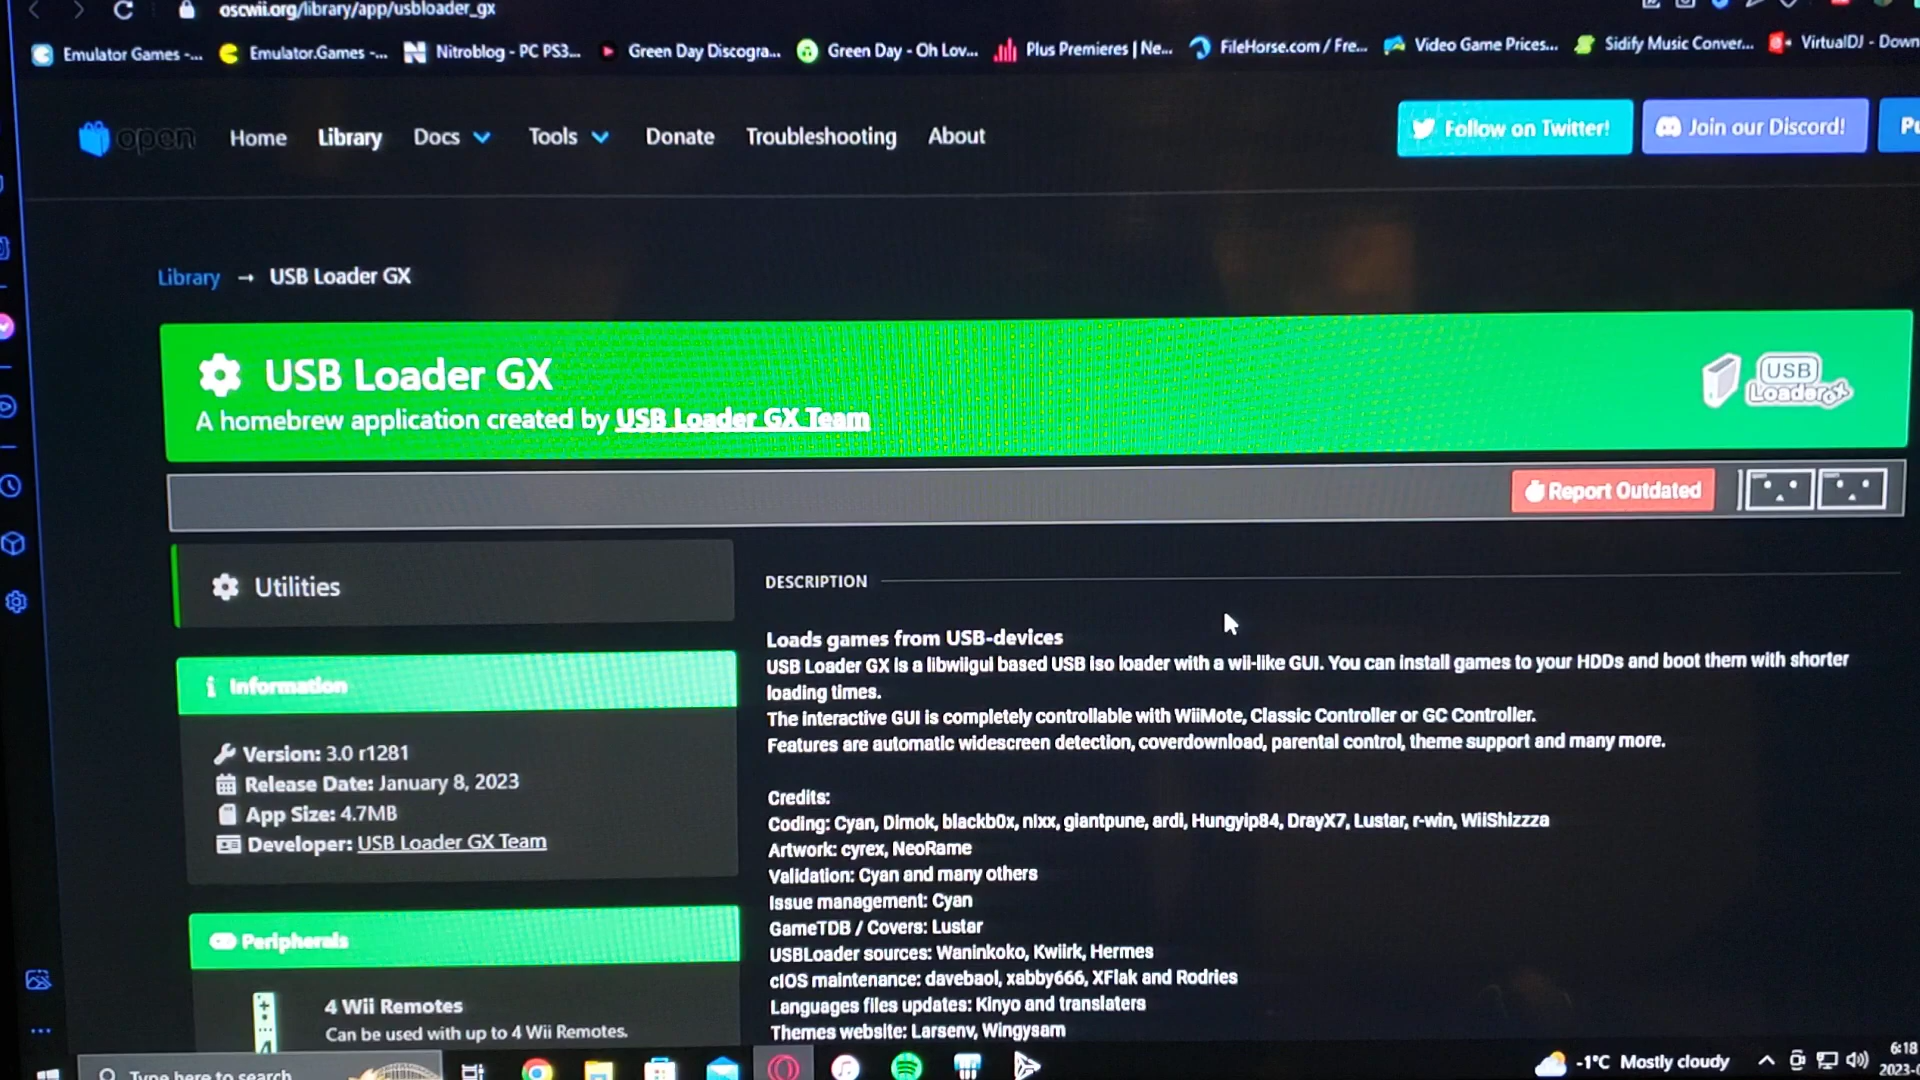 oscwii.org/library/app/usbloader_gx
Emulator Games -... Emulator.Games -... Nitroblog - PC PS3... Green Day Discogra... Green Day - Oh Lov... Plus Premieres | Ne... FileHorse.com / Fre... Video Game Prices... Sidify Music Conver... VirtualDJ - Down
open Home Library Docs Tools Donate Troubleshooting About Follow on Twitter! Join our Discord!
Library → USB Loader GX
USB Loader GX
A homebrew application created by USB Loader GX Team
USB
LoaderGX
Report Outdated
Utilities
Information
Version: 3.0 r1281
Release Date: January 8, 2023
App Size: 4.7MB
Developer: USB Loader GX Team
Peripherals
4 Wii Remotes
Can be used with up to 4 Wii Remotes.
4
DESCRIPTION
Loads games from USB-devices
USB Loader GX is a libwiigui based USB iso loader with a wii-like GUI. You can install games to your HDDs and boot them with shorter
loading times.
The interactive GUI is completely controllable with WiiMote, Classic Controller or GC Controller.
Features are automatic widescreen detection, coverdownload, parental control, theme support and many more.
Credits:
Coding: Cyan, Dimok, blackb0x, nIxx, giantpune, ardi, Hungyip84, DrayX7, Lustar, r-win, WiiShizzza
Artwork: cyrex, NeoRame
Validation: Cyan and many others
Issue management: Cyan
GameTDB / Covers: Lustar
USBLoader sources: Waninkoko, Kwiirk, Hermes
cIOS maintenance: davebaol, xabby666, XFlak and Rodries
Languages files updates: Kinyo and translaters
Themes website: Larsenv, Wingysam
Type here to search
-1°C Mostly cloudy
6:18